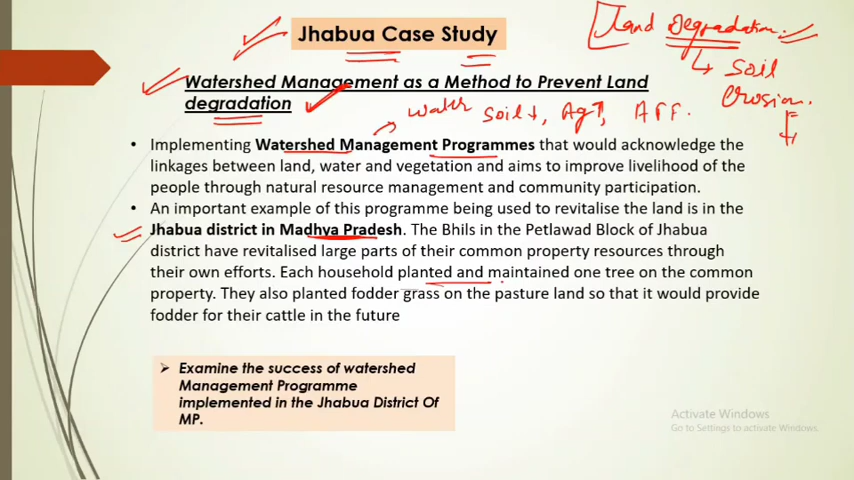 Jhabua Case Study
Land Degradation.
Soil
Erosion.
Watershed Management as a Method to Prevent Land
degradation
Water Soil↓, Ag↑, Aff.
• Implementing Watershed Management Programmes that would acknowledge the
linkages between land, water and vegetation and aims to improve livelihood of the
people through natural resource management and community participation.
• An important example of this programme being used to revitalise the land is in the
Jhabua district in Madhya Pradesh. The Bhils in the Petlawad Block of Jhabua
district have revitalised large parts of their common property resources through
their own efforts. Each household planted and maintained one tree on the common
property. They also planted fodder grass on the pasture land so that it would provide
fodder for their cattle in the future
➢ Examine the success of watershed
Management Programme
implemented in the Jhabua District Of
MP.
Activate Windows
Go to Settings to activate Windows.